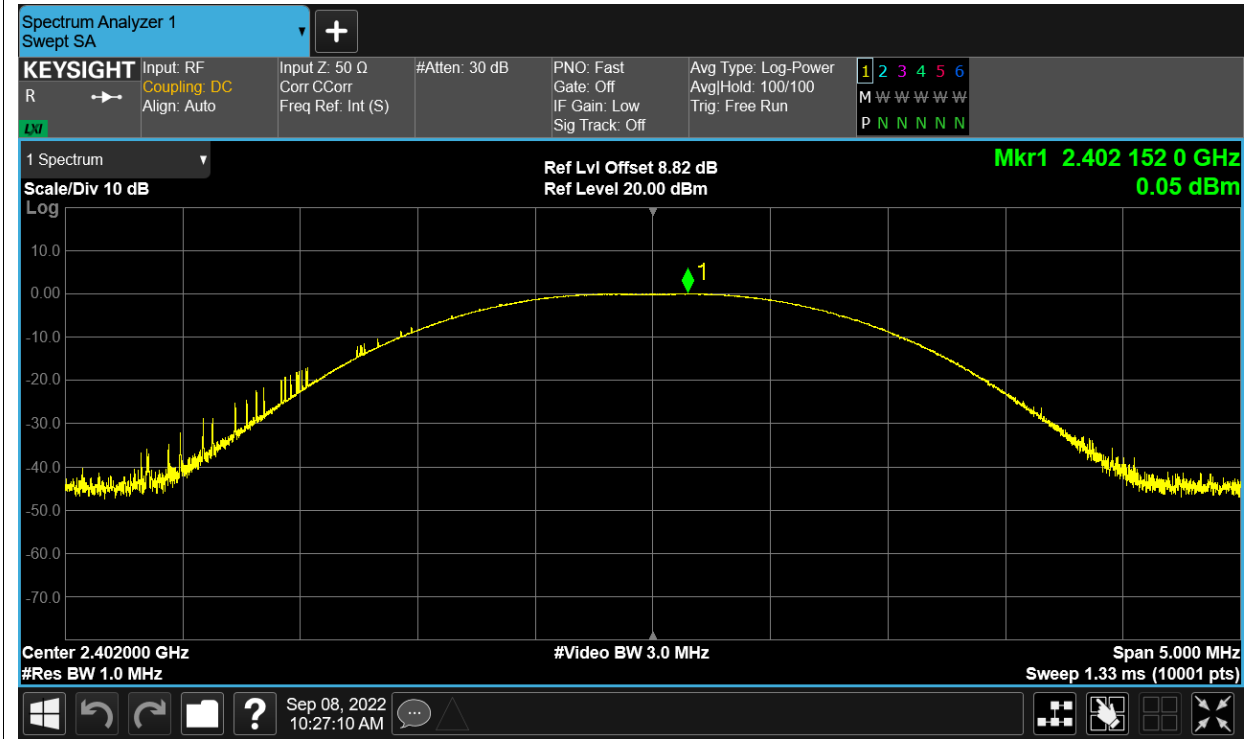 Spectrum Analyzer 1
Swept SA
KEYSIGHT
R
LXI
Input: RF
Coupling: DC
Align: Auto
Input Z: 50 Ω
Corr CCorr
Freq Ref: Int (S)
#Atten: 30 dB
PNO: Fast
Gate: Off
IF Gain: Low
Sig Track: Off
Avg Type: Log-Power
Avg|Hold: 100/100
Trig: Free Run
1 2 3 4 5 6
M W W W W W
P N N N N N
1 Spectrum
Scale/Div 10 dB
Log
Ref Lvl Offset 8.82 dB
Ref Level 20.00 dBm
Mkr1 2.402 152 0 GHz
0.05 dBm
1
10.0
0.00
-10.0
-20.0
-30.0
-40.0
-50.0
-60.0
-70.0
Center 2.402000 GHz
#Res BW 1.0 MHz
#Video BW 3.0 MHz
Span 5.000 MHz
Sweep 1.33 ms (10001 pts)
?
Sep 08, 2022
10:27:10 AM